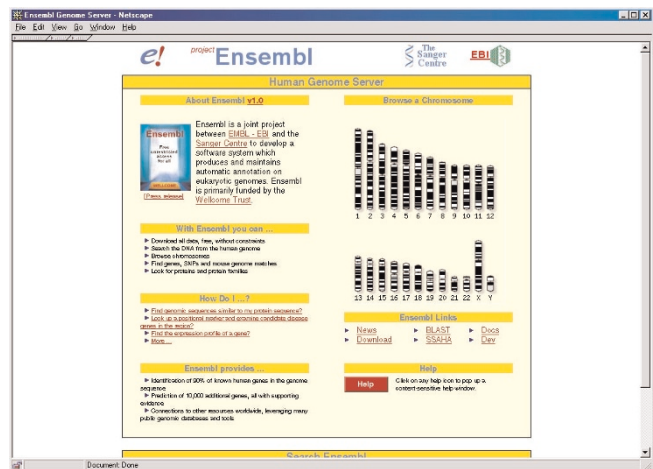 Ensembl Genome Server - Netscape
File Edit View Go Window Help
e! project Ensembl
The Sanger Centre
EBI
Human Genome Server
About Ensembl v1.0
Ensembl
Free
access
for all
[Press release]
Ensembl is a joint project
between EMBL - EBI and the
Sanger Centre to develop a
software system which
produces and maintains
automatic annotation on
eukaryotic genomes. Ensembl
is primarily funded by the
Wellcome Trust.
With Ensembl you can ...
Download all data, free, without constraints
Search the DNA from the human genome
Browse chromosomes
Find genes, SNPs and mouse genome matches
Look for proteins and protein families
How Do I ...?
Find genomic sequences similar to my protein sequence?
Look up a positional marker and examine candidate disease
genes in the region?
Find the expression profile of a gene?
More ...
Ensembl provides ...
Identification of 90% of known human genes in the genome
sequence
Prediction of 10,000 additional genes, all with supporting
evidence
Connections to other resources worldwide, leveraging many
public genomic databases and tools
Browse a Chromosome
1 2 3 4 5 6 7 8 9 10 11 12
13 14 15 16 17 18 19 20 21 22 X Y
Ensembl Links
News BLAST Docs
Download SSAHA Dev
Help
Help
Click on any help icon to pop up a
content-sensitive help window.
Search Ensembl
Document: Done